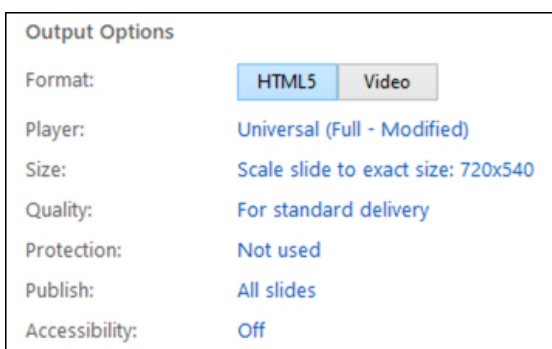 Output Options
Format: HTML5 Video
Player: Universal (Full - Modified)
Size: Scale slide to exact size: 720x540
Quality: For standard delivery
Protection: Not used
Publish: All slides
Accessibility: Off